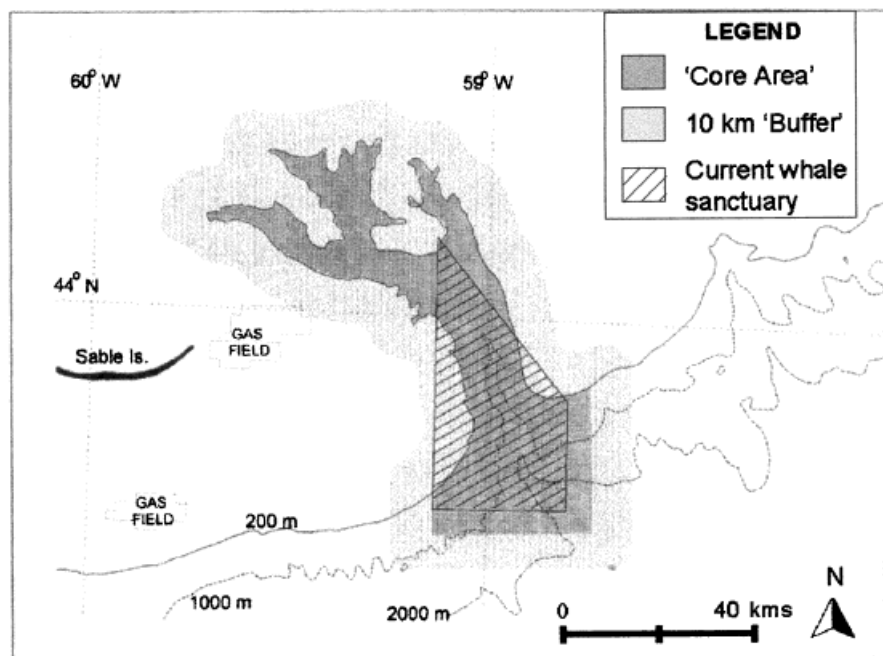 LEGEND
'Core Area'
10 km 'Buffer'
Current whale
sanctuary
60° W
59° W
44° N
GAS
FIELD
Sable Is.
GAS
FIELD
200 m
1000 m
2000 m
N
0
40 kms